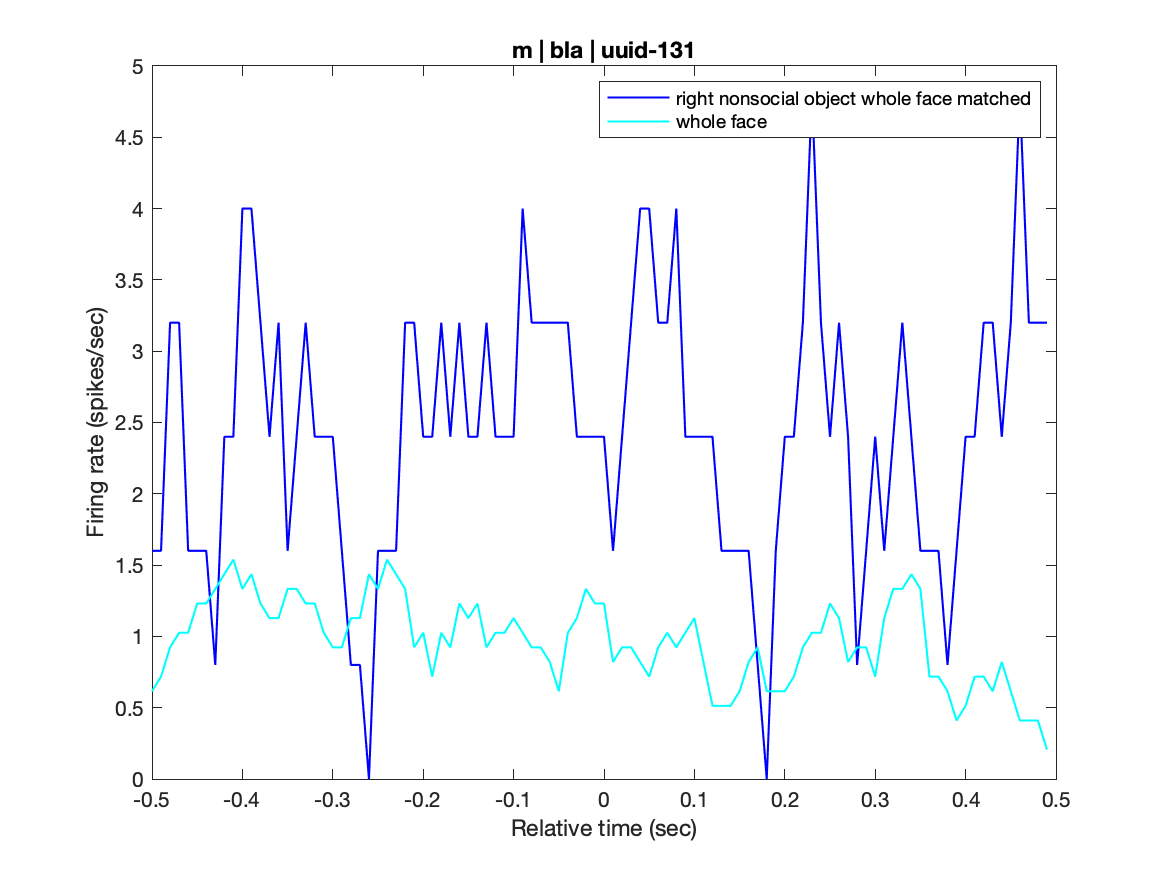 m | bla | uuid-131
right nonsocial object whole face matched
whole face
Firing rate (spikes/sec)
5
4.5
4
3.5
3
2.5
2
1.5
1
0.5
0
-0.5 -0.4 -0.3 -0.2 -0.1 0 0.1 0.2 0.3 0.4 0.5
Relative time (sec)